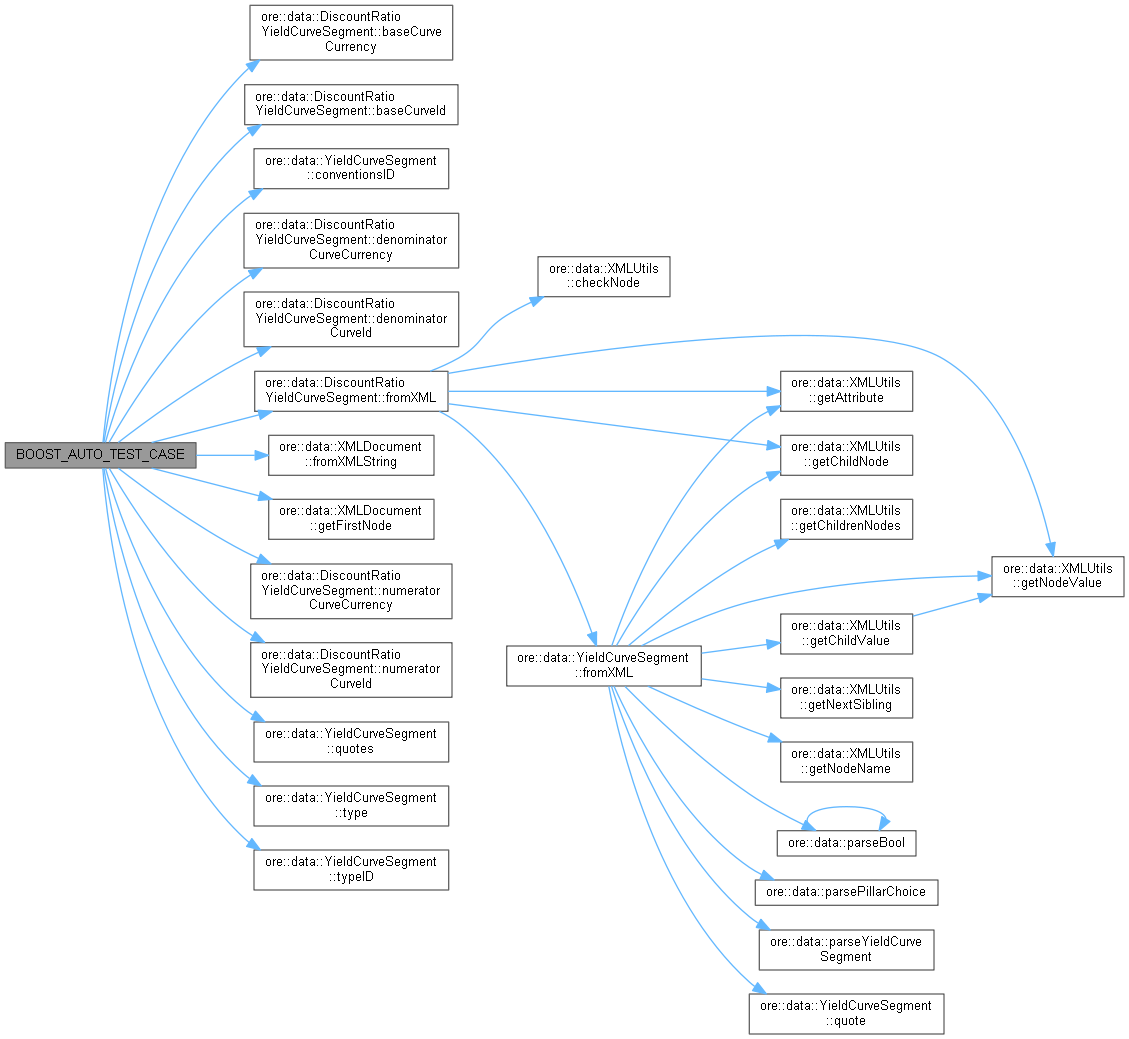 ore::data::DiscountRatio
YieldCurveSegment::baseCurve
Currency
ore::data::DiscountRatio
YieldCurveSegment::baseCurveId
ore::data::YieldCurveSegment
::conventionsID
ore::data::DiscountRatio
YieldCurveSegment::denominator
CurveCurrency
ore::data::DiscountRatio
YieldCurveSegment::denominator
CurveId
ore::data::DiscountRatio
YieldCurveSegment::fromXML
BOOST_AUTO_TEST_CASE
ore::data::XMLDocument
::fromXMLString
ore::data::XMLDocument
::getFirstNode
ore::data::DiscountRatio
YieldCurveSegment::numerator
CurveCurrency
ore::data::DiscountRatio
YieldCurveSegment::numerator
CurveId
ore::data::YieldCurveSegment
::quotes
ore::data::YieldCurveSegment
::type
ore::data::YieldCurveSegment
::typeID
ore::data::XMLUtils
::checkNode
ore::data::YieldCurveSegment
::fromXML
ore::data::XMLUtils
::getAttribute
ore::data::XMLUtils
::getChildNode
ore::data::XMLUtils
::getChildrenNodes
ore::data::XMLUtils
::getChildValue
ore::data::XMLUtils
::getNextSibling
ore::data::XMLUtils
::getNodeName
ore::data::parseBool
ore::data::parsePillarChoice
ore::data::parseYieldCurve
Segment
ore::data::YieldCurveSegment
::quote
ore::data::XMLUtils
::getNodeValue